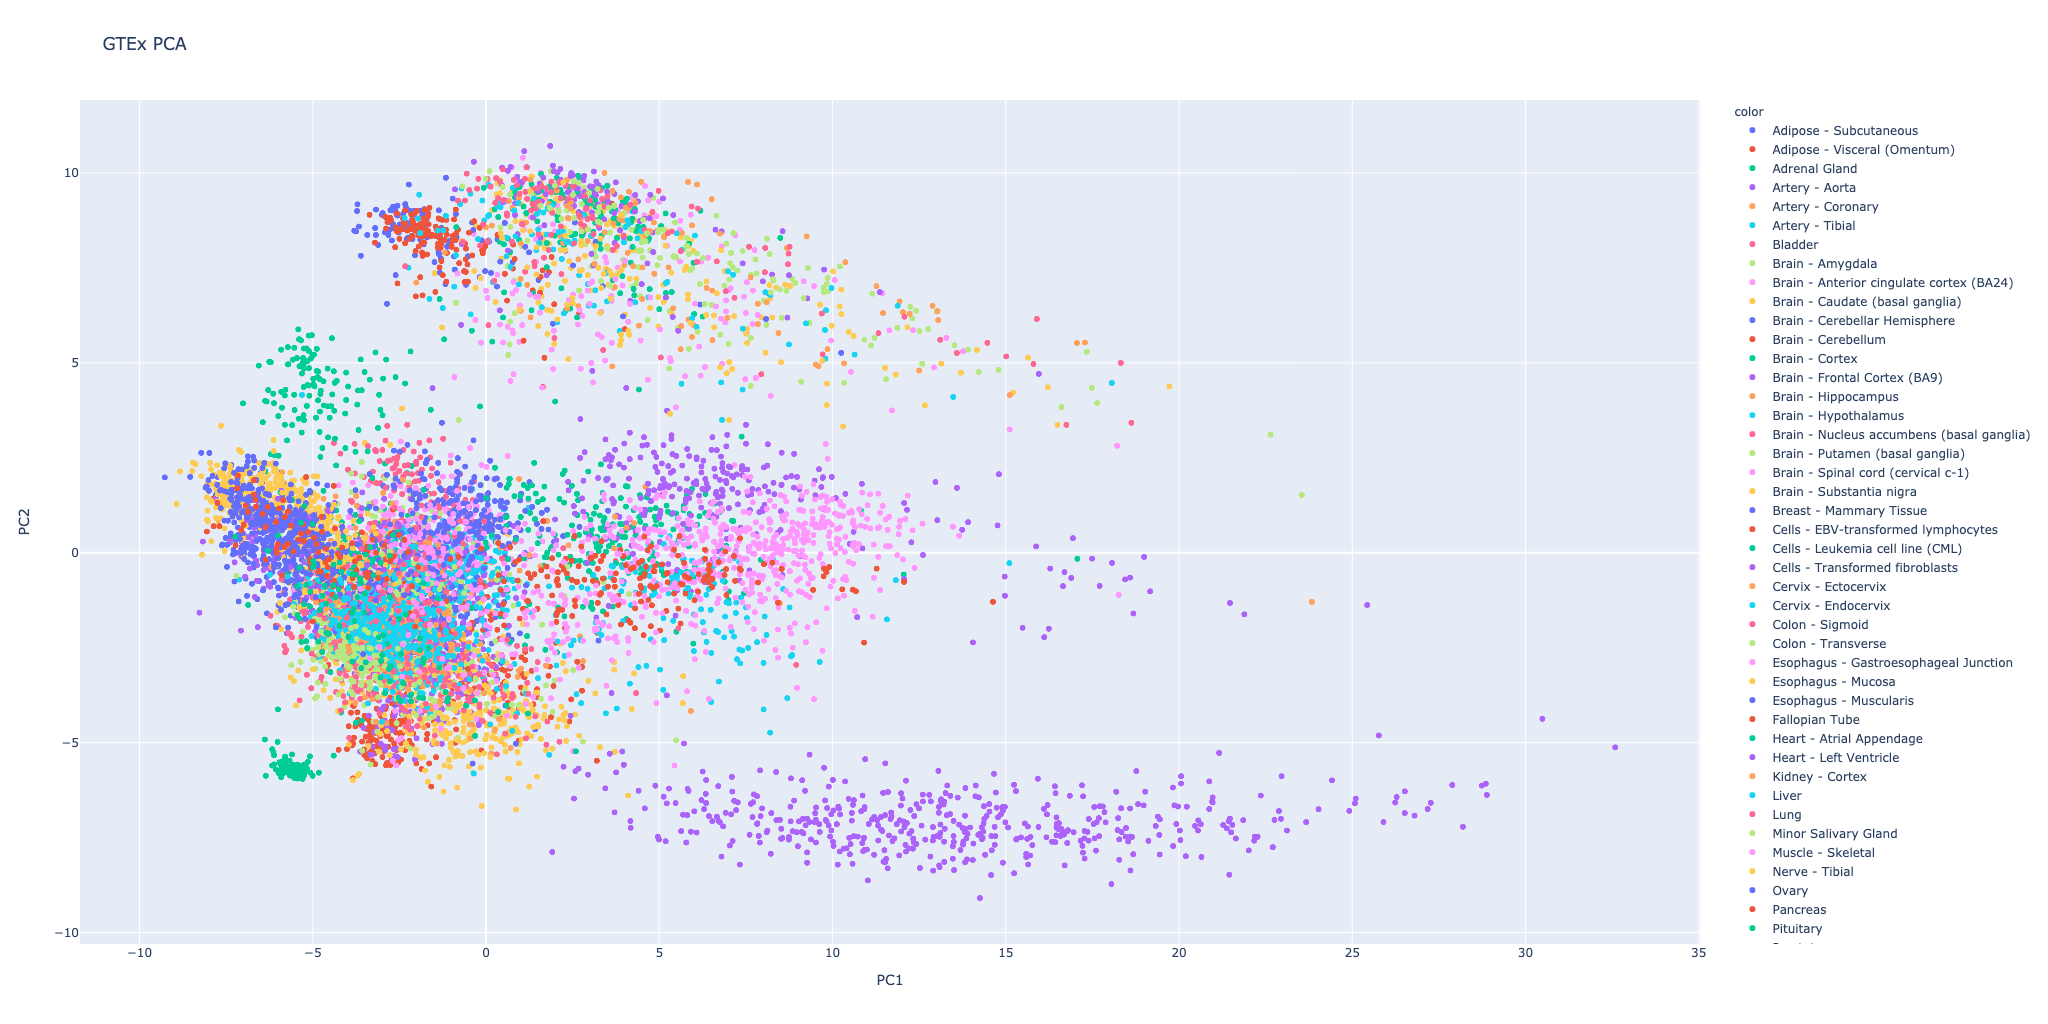 GTEx PCA
color
Adipose - Subcutaneous
Adipose - Visceral (Omentum)
Adrenal Gland
Artery - Aorta
Artery - Coronary
Artery - Tibial
Bladder
Brain - Amygdala
Brain - Anterior cingulate cortex (BA24)
Brain - Caudate (basal ganglia)
Brain - Cerebellar Hemisphere
Brain - Cerebellum
Brain - Cortex
Brain - Frontal Cortex (BA9)
Brain - Hippocampus
Brain - Hypothalamus
Brain - Nucleus accumbens (basal ganglia)
Brain - Putamen (basal ganglia)
Brain - Spinal cord (cervical c-1)
Brain - Substantia nigra
Breast - Mammary Tissue
Cells - EBV-transformed lymphocytes
Cells - Leukemia cell line (CML)
Cells - Transformed fibroblasts
Cervix - Ectocervix
Cervix - Endocervix
Colon - Sigmoid
Colon - Transverse
Esophagus - Gastroesophageal Junction
Esophagus - Mucosa
Esophagus - Muscularis
Fallopian Tube
Heart - Atrial Appendage
Heart - Left Ventricle
Kidney - Cortex
Liver
Lung
Minor Salivary Gland
Muscle - Skeletal
Nerve - Tibial
Ovary
Pancreas
Pituitary
10
5
0
−5
−10
PC2
−10 −5 0 5 10 15 20 25 30 35
PC1